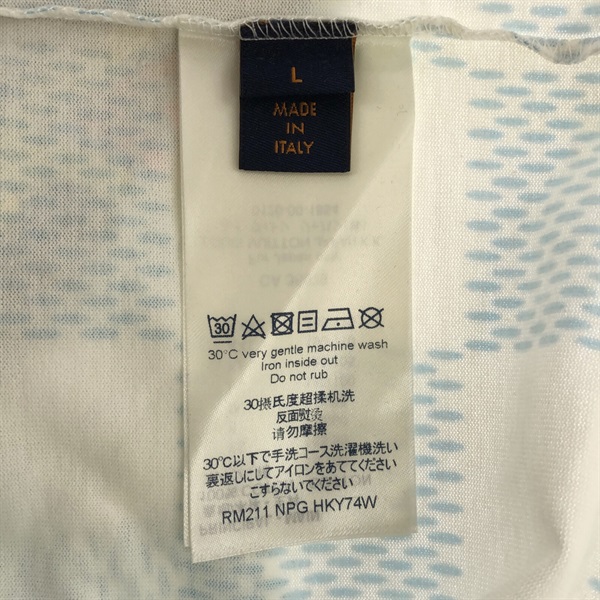 L
MADE
IN
ITALY
30
30°C very gentle machine wash
Iron inside out
Do not rub
30摄氏度超柔机洗
反面熨烫
请勿摩擦
30℃以下で手洗コース洗濯機洗い
裏返しにしてアイロンをあててください
こすらないでください
RM211 NPG HKY74W